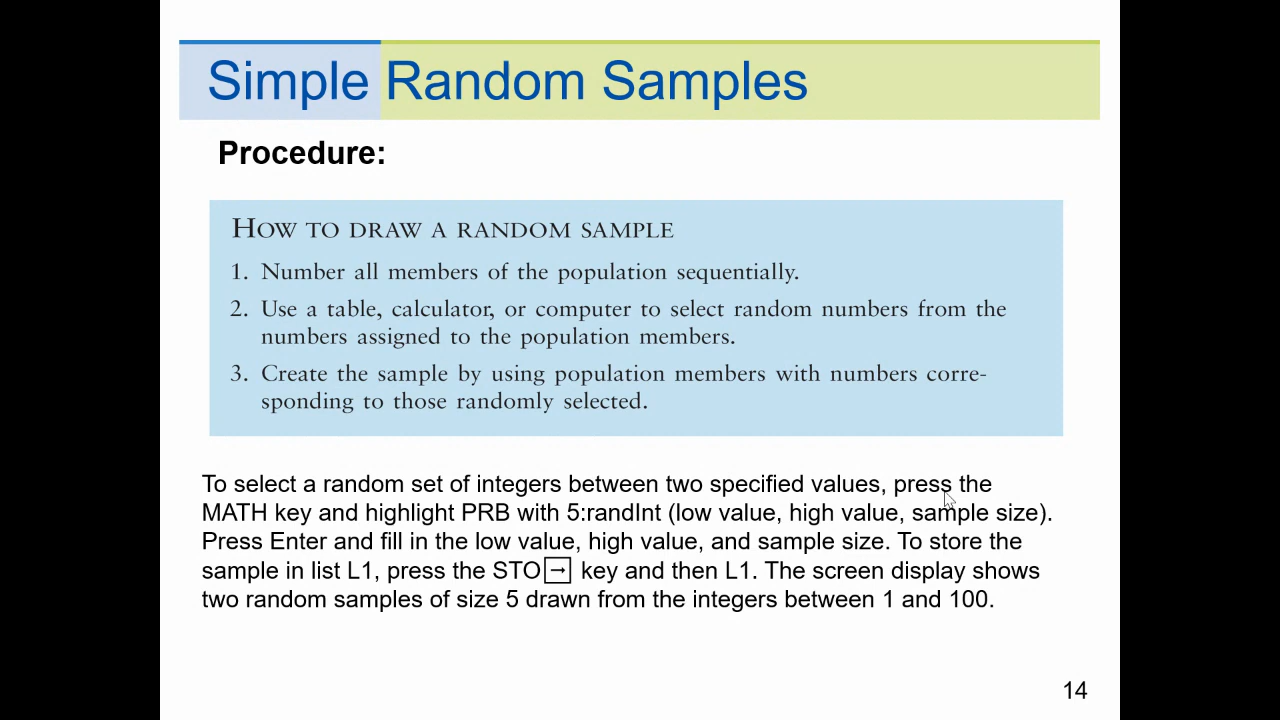 Simple Random Samples
Procedure:
HOW TO DRAW A RANDOM SAMPLE
1. Number all members of the population sequentially.
2. Use a table, calculator, or computer to select random numbers from the
numbers assigned to the population members.
3. Create the sample by using population members with numbers corre-
sponding to those randomly selected.
To select a random set of integers between two specified values, press the
MATH key and highlight PRB with 5:randInt (low value, high value, sample size).
Press Enter and fill in the low value, high value, and sample size. To store the
sample in list L1, press the STO→ key and then L1. The screen display shows
two random samples of size 5 drawn from the integers between 1 and 100.
14